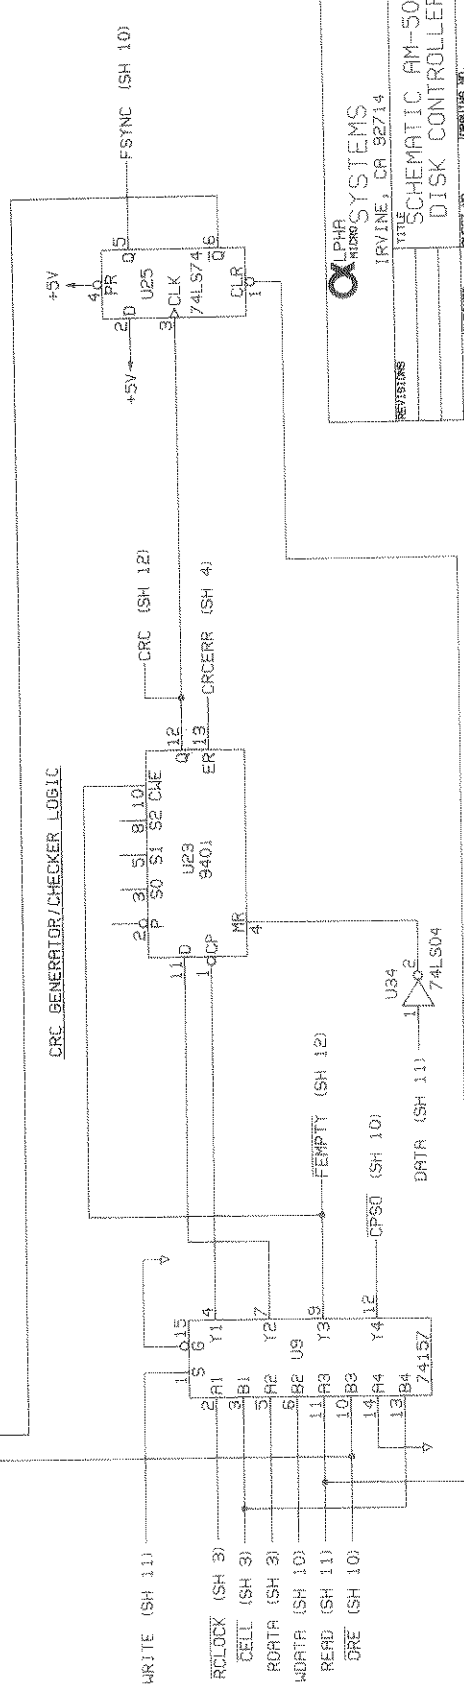 CRC GENERATOR/CHECKER LOGIC
WRITE (SH 11)
RCLOCK (SH 3)
CELL (SH 3)
RDATA (SH 3)
WDATA (SH 10)
READ (SH 11)
ORE (SH 10)
1 S
15 G
2 A1
3 B1
5 A2
6 B2
11 A3
10 B3
14 A4
13 B4
Y1 4
Y2 7
Y3 9
Y4 12
U9
74157
FEMPTY (SH 12)
CPSO (SH 10)
DATA (SH 11)
1
U34
2
74LS04
11 D
1 CP
2 P
3 S0
5 S1
8 S2
10 CWE
U23
9401
MR
4
Q 12
ER 13
CRC (SH 12)
CRCERR (SH 4)
+5V
+5V
2 D
3 CLK
4 PR
U25
74LS74
CLR
1
Q 5
Q 6
FSYNC (SH 10)
ALPHA
MICRO SYSTEMS
IRVINE, CA 92714
REVISIONS
TITLE
SCHEMATIC AM-50
DISK CONTROLLER